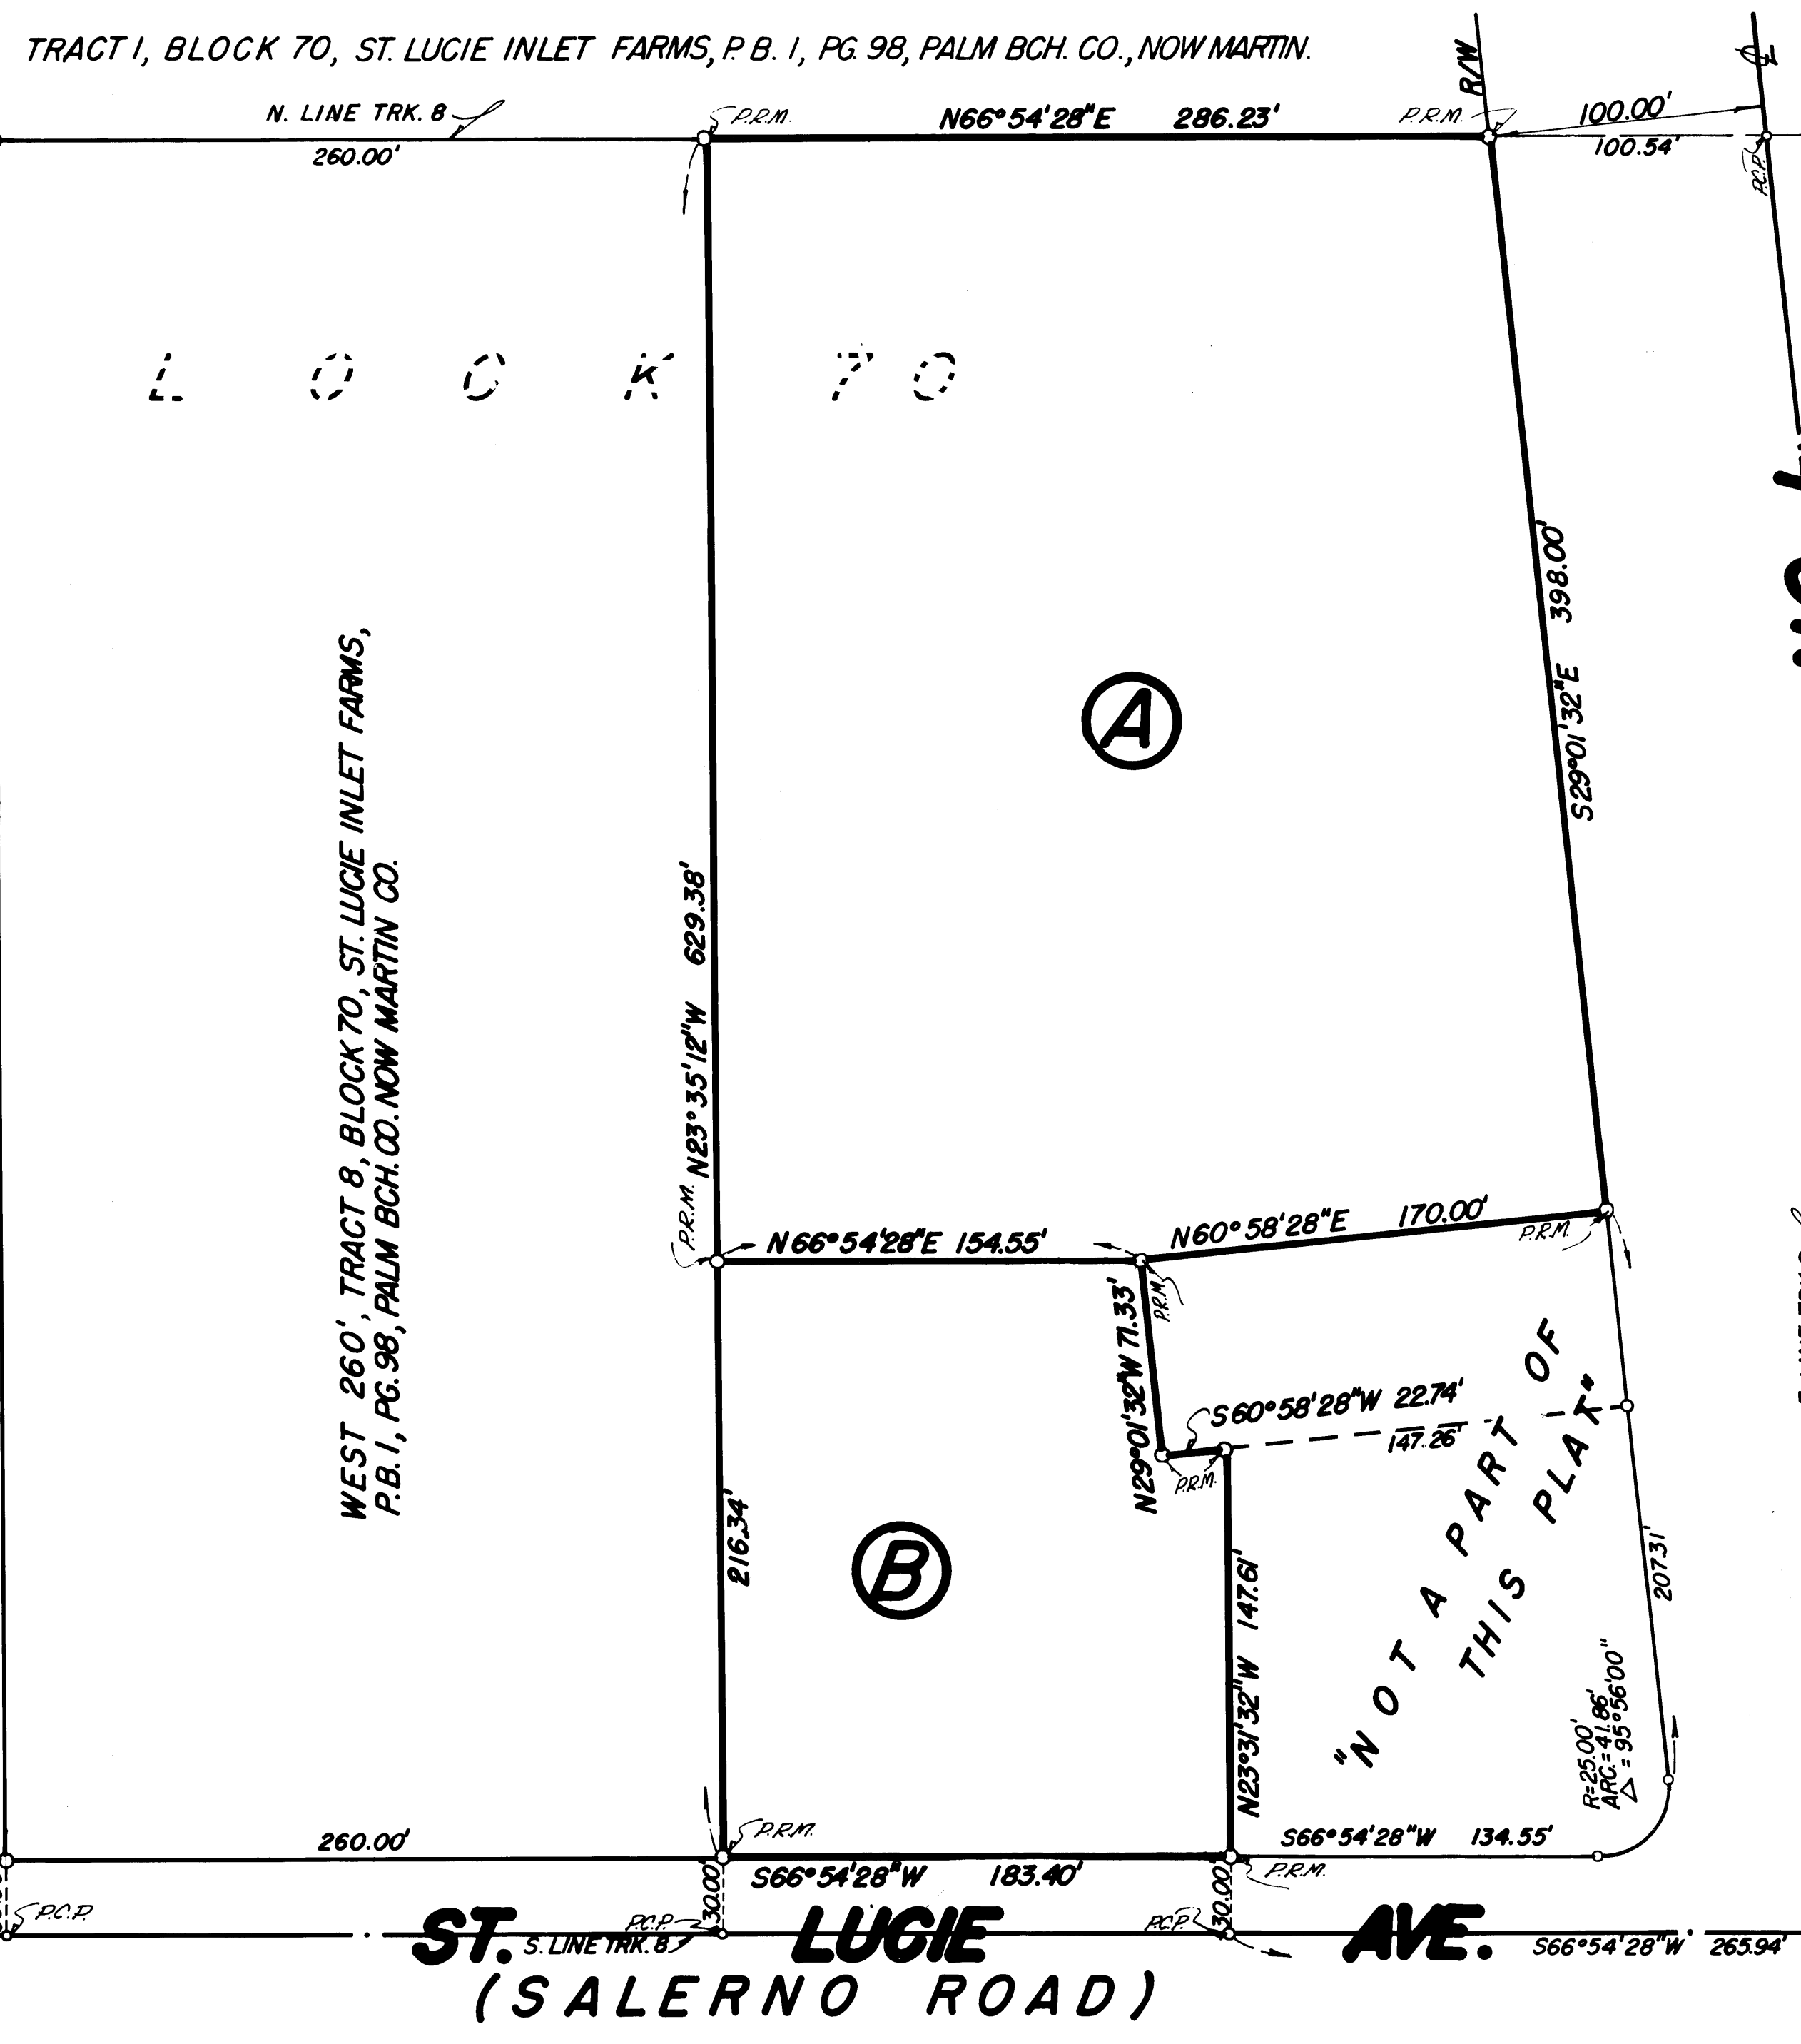 TRACT 1, BLOCK 70, ST. LUCIE INLET FARMS, P.B. 1, PG. 98, PALM BCH. CO., NOW MARTIN.
R/W
N. LINE TRK. 8
P.R.M.
N66°54'28"E 286.23'
P.R.M.
100.00'
260.00'
100.54'
P.C.P.
L O C K 70
398.00'
S29°01'32"E
A
WEST 260', TRACT 8, BLOCK 70, ST. LUCIE INLET FARMS,
P.B. 1, PG. 98, PALM BCH. CO. NOW MARTIN CO.
N23°35'12"W 629.38'
P.R.M.
N66°54'28"E 154.55'
N60°58'28"E 170.00'
P.R.M.
P.R.M.
N29°01'32"W 71.33'
S60°58'28"W 22.74'
147.26'
P.R.M.
"NOT A PART OF
THIS PLAT"
216.34'
B
N23°31'32"W 147.61'
207.31'
R=25.00'
ARC.=41.86'
Δ=95°56'00"
260.00'
P.R.M.
S66°54'28"W 134.55'
S66°54'28"W 183.40'
P.R.M.
30.00'
30.00'
P.C.P.
P.C.P.
P.C.P.
ST. LUCIE AVE.
S. LINE TRK. 8
S66°54'28"W 265.94'
(SALERNO ROAD)